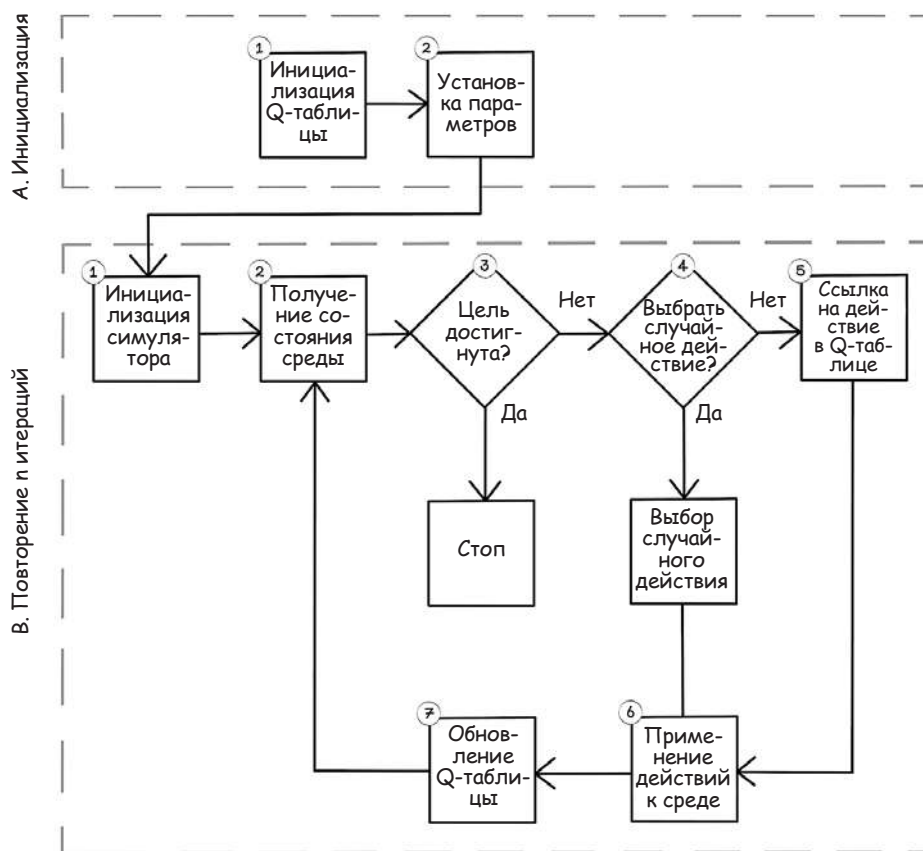 А. Инициализация
1
Инициа-
лизация
Q-табли-
цы
2
Установ-
ка пара-
метров
В. Повторение n итераций
1
Инициа-
лизация
симуля-
тора
2
Получе-
ние со-
стояния
среды
3
Цель
достиг-
нута?
Нет
Да
4
Выбрать
случай-
ное дей-
ствие?
Нет
Да
5
Ссылка
на дей-
ствие
в Q-таб-
лице
Стоп
Выбор
случай-
ного
действия
7
Обнов-
ление
Q-табли-
цы
6
Приме-
нение
действий
к среде